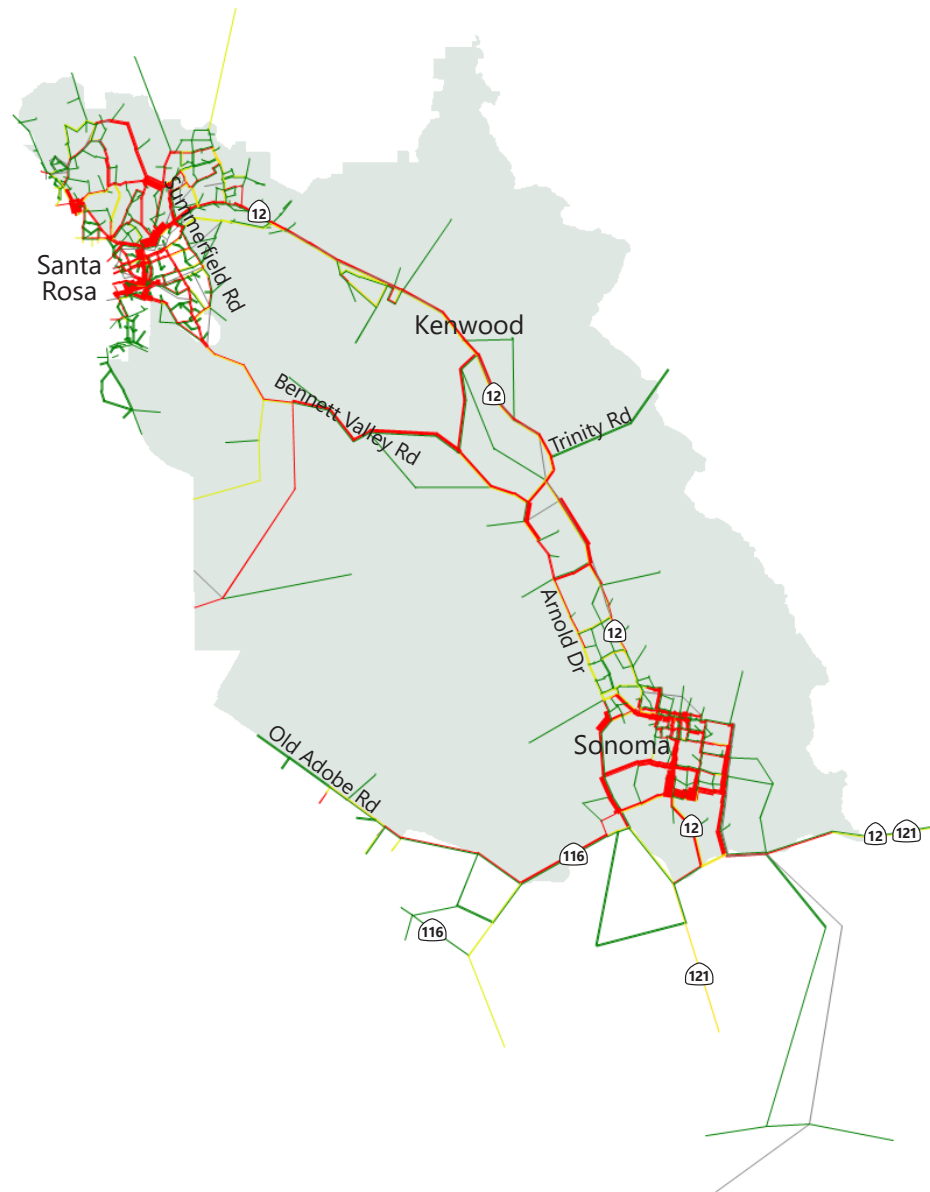 Summerfield Rd
12
Santa
Rosa
Kenwood
Bennett Valley Rd
12
Trinity Rd
Arnold Dr
12
Old Adobe Rd
Sonoma
12
12
121
116
116
121